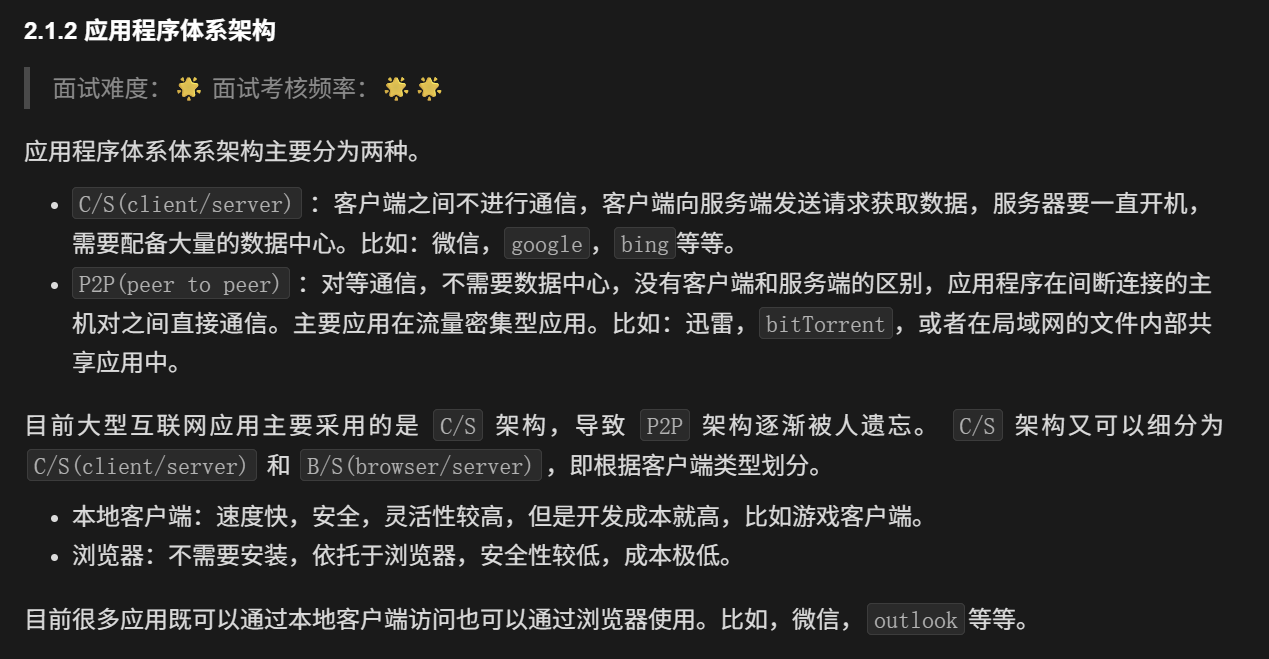 2.1.2 应用程序体系架构
面试难度：🌟 面试考核频率：🌟🌟
应用程序体系体系架构主要分为两种。
• C/S(client/server) ：客户端之间不进行通信，客户端向服务端发送请求获取数据，服务器要一直开机，
需要配备大量的数据中心。比如：微信，google，bing等等。
• P2P(peer to peer) ：对等通信，不需要数据中心，没有客户端和服务端的区别，应用程序在间断连接的主
机对之间直接通信。主要应用在流量密集型应用。比如：迅雷，bitTorrent，或者在局域网的文件内部共
享应用中。
目前大型互联网应用主要采用的是 C/S 架构，导致 P2P 架构逐渐被人遗忘。 C/S 架构又可以细分为
C/S(client/server) 和 B/S(browser/server)，即根据客户端类型划分。
• 本地客户端：速度快，安全，灵活性较高，但是开发成本就高，比如游戏客户端。
• 浏览器：不需要安装，依托于浏览器，安全性较低，成本极低。
目前很多应用既可以通过本地客户端访问也可以通过浏览器使用。比如，微信，outlook等等。